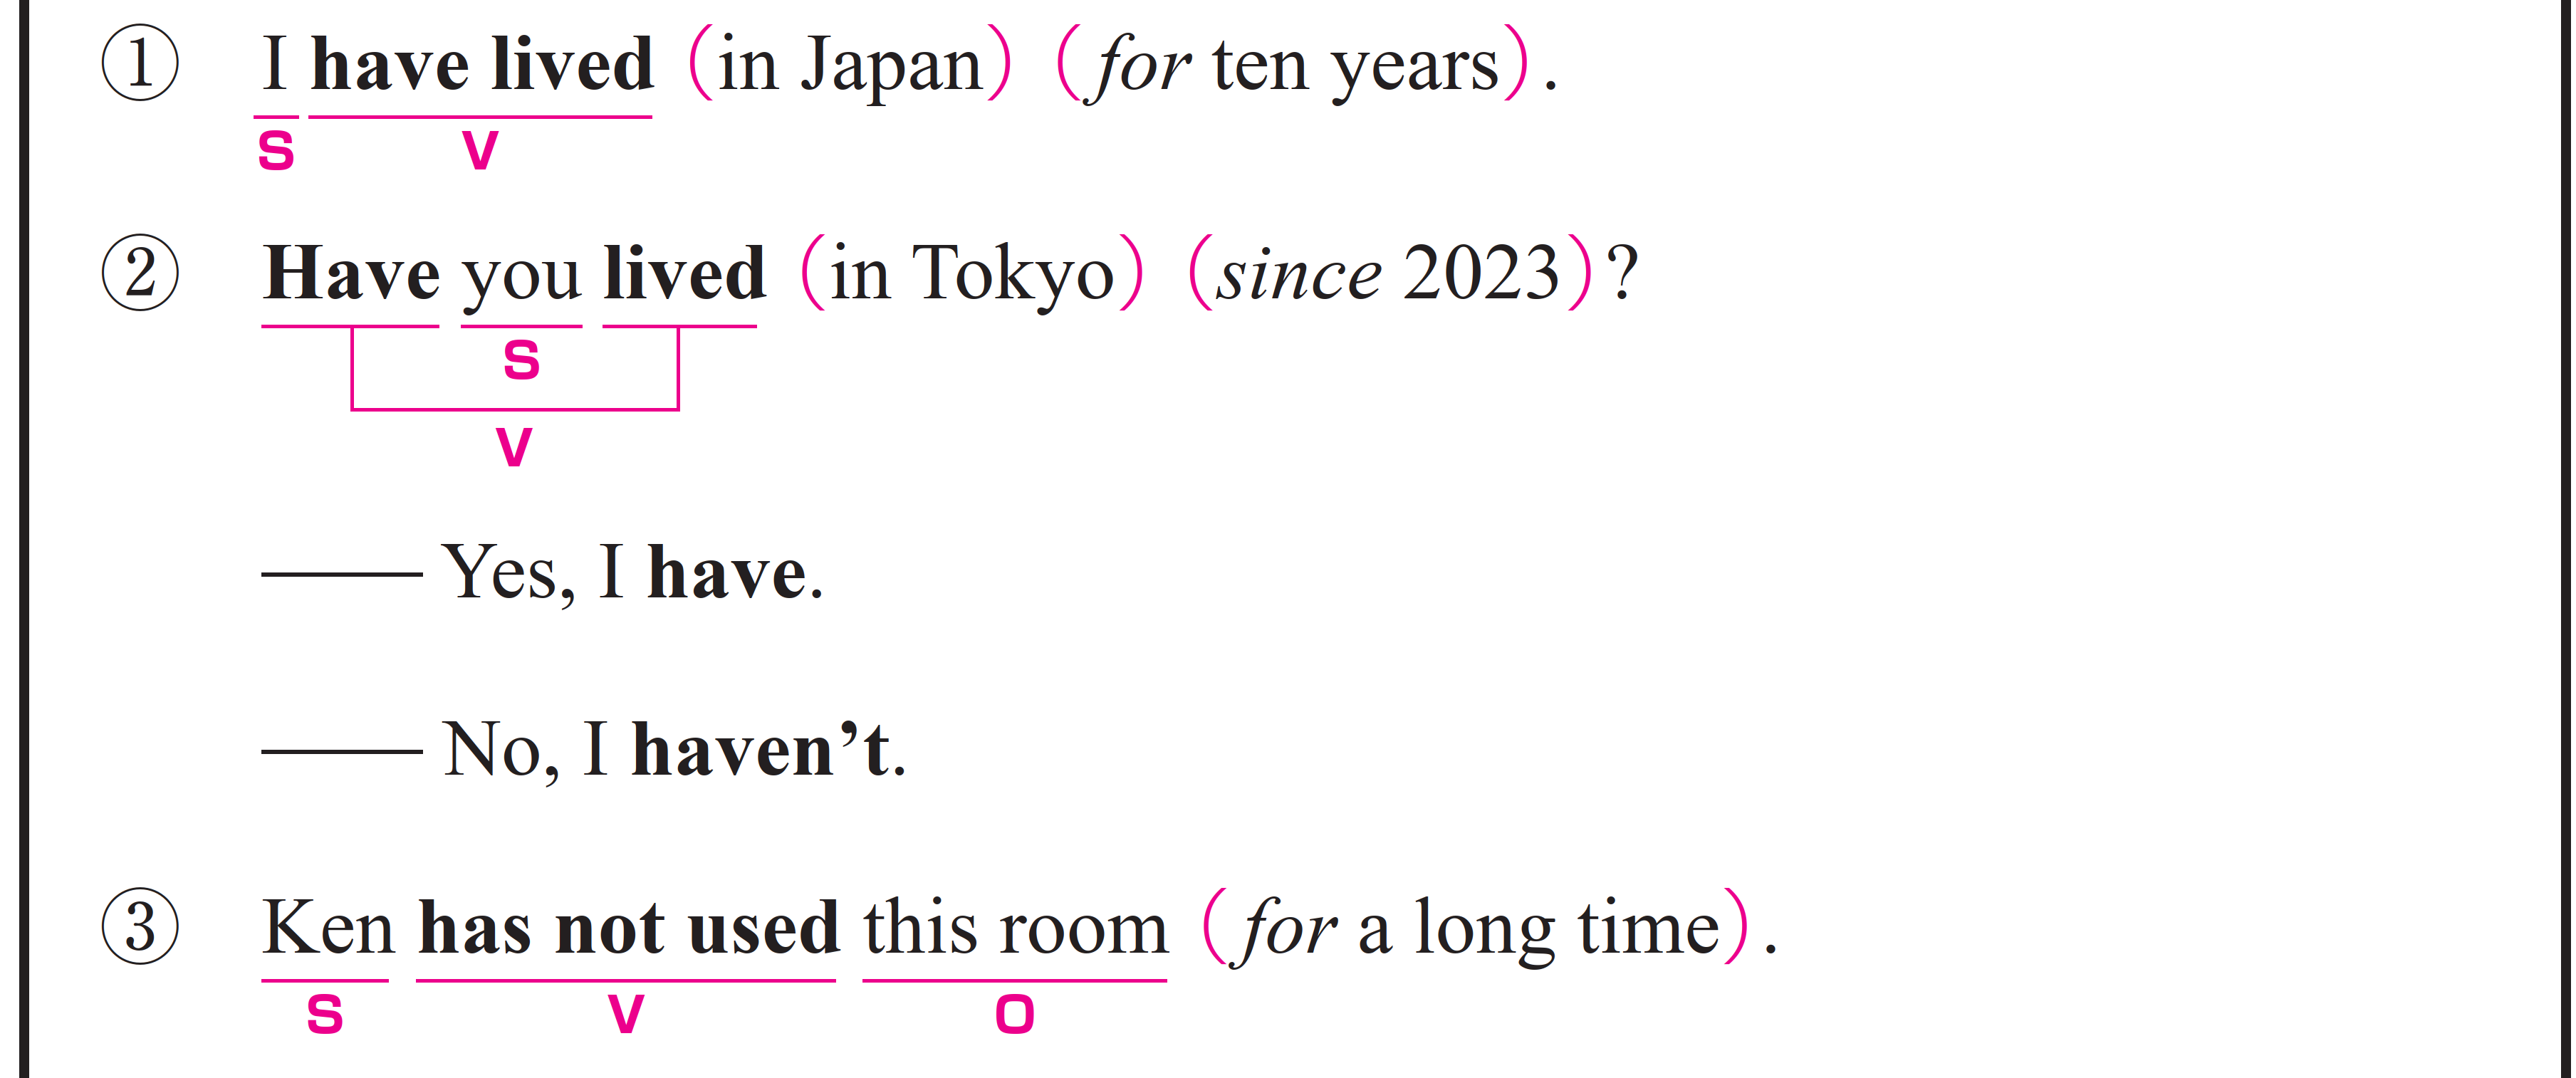 ① I have lived (in Japan) (for ten years).
S V
② Have you lived (in Tokyo) (since 2023)?
S
V
—— Yes, I have.
—— No, I haven’t.
③ Ken has not used this room (for a long time).
S V O